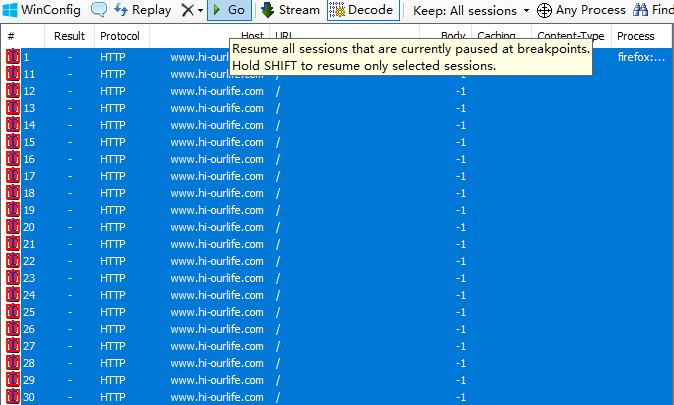 WinConfig Replay Go Stream Decode Keep: All sessions Any Process Find
# Result Protocol Host URL Body Caching Content-Type Process
Resume all sessions that are currently paused at breakpoints.
Hold SHIFT to resume only selected sessions.
1 - HTTP www.hi-ourlife.com / -1 firefox:...
11 - HTTP www.hi-ourlife.com / -1
12 - HTTP www.hi-ourlife.com / -1
13 - HTTP www.hi-ourlife.com / -1
14 - HTTP www.hi-ourlife.com / -1
15 - HTTP www.hi-ourlife.com / -1
16 - HTTP www.hi-ourlife.com / -1
17 - HTTP www.hi-ourlife.com / -1
18 - HTTP www.hi-ourlife.com / -1
19 - HTTP www.hi-ourlife.com / -1
20 - HTTP www.hi-ourlife.com / -1
21 - HTTP www.hi-ourlife.com / -1
22 - HTTP www.hi-ourlife.com / -1
23 - HTTP www.hi-ourlife.com / -1
24 - HTTP www.hi-ourlife.com / -1
25 - HTTP www.hi-ourlife.com / -1
26 - HTTP www.hi-ourlife.com / -1
27 - HTTP www.hi-ourlife.com / -1
28 - HTTP www.hi-ourlife.com / -1
29 - HTTP www.hi-ourlife.com / -1
30 - HTTP www.hi-ourlife.com / -1